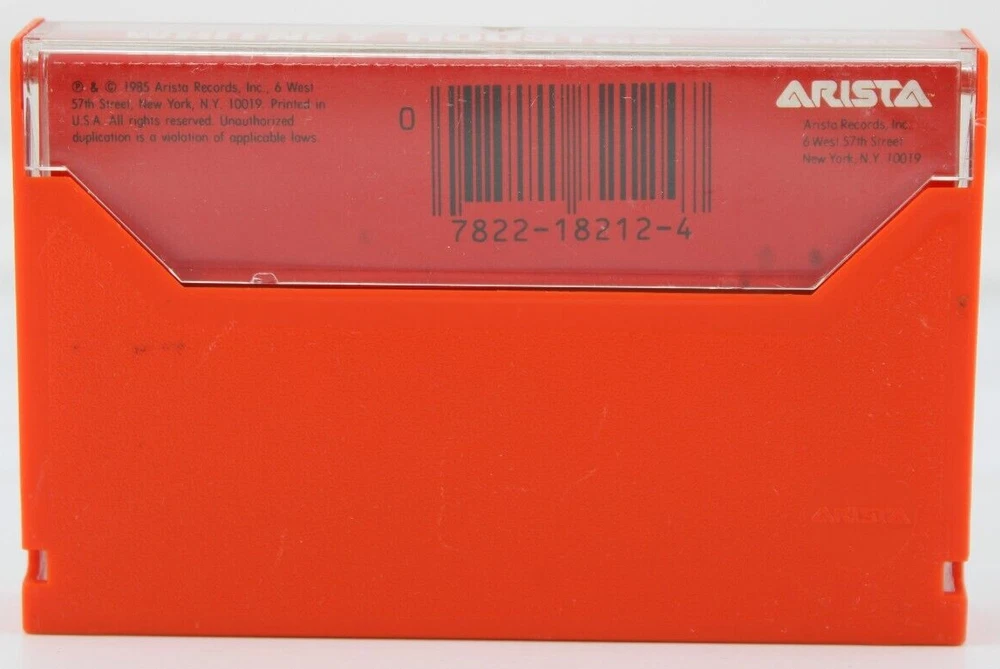 WHITNEY HOUSTON
℗ & © 1985 Arista Records, Inc., 6 West
57th Street, New York, N.Y. 10019. Printed in
U.S.A. All rights reserved. Unauthorized
duplication is a violation of applicable laws.
0
7822-18212-4
ARISTA
Arista Records, Inc.
6 West 57th Street
New York, N.Y. 10019
ARISTA